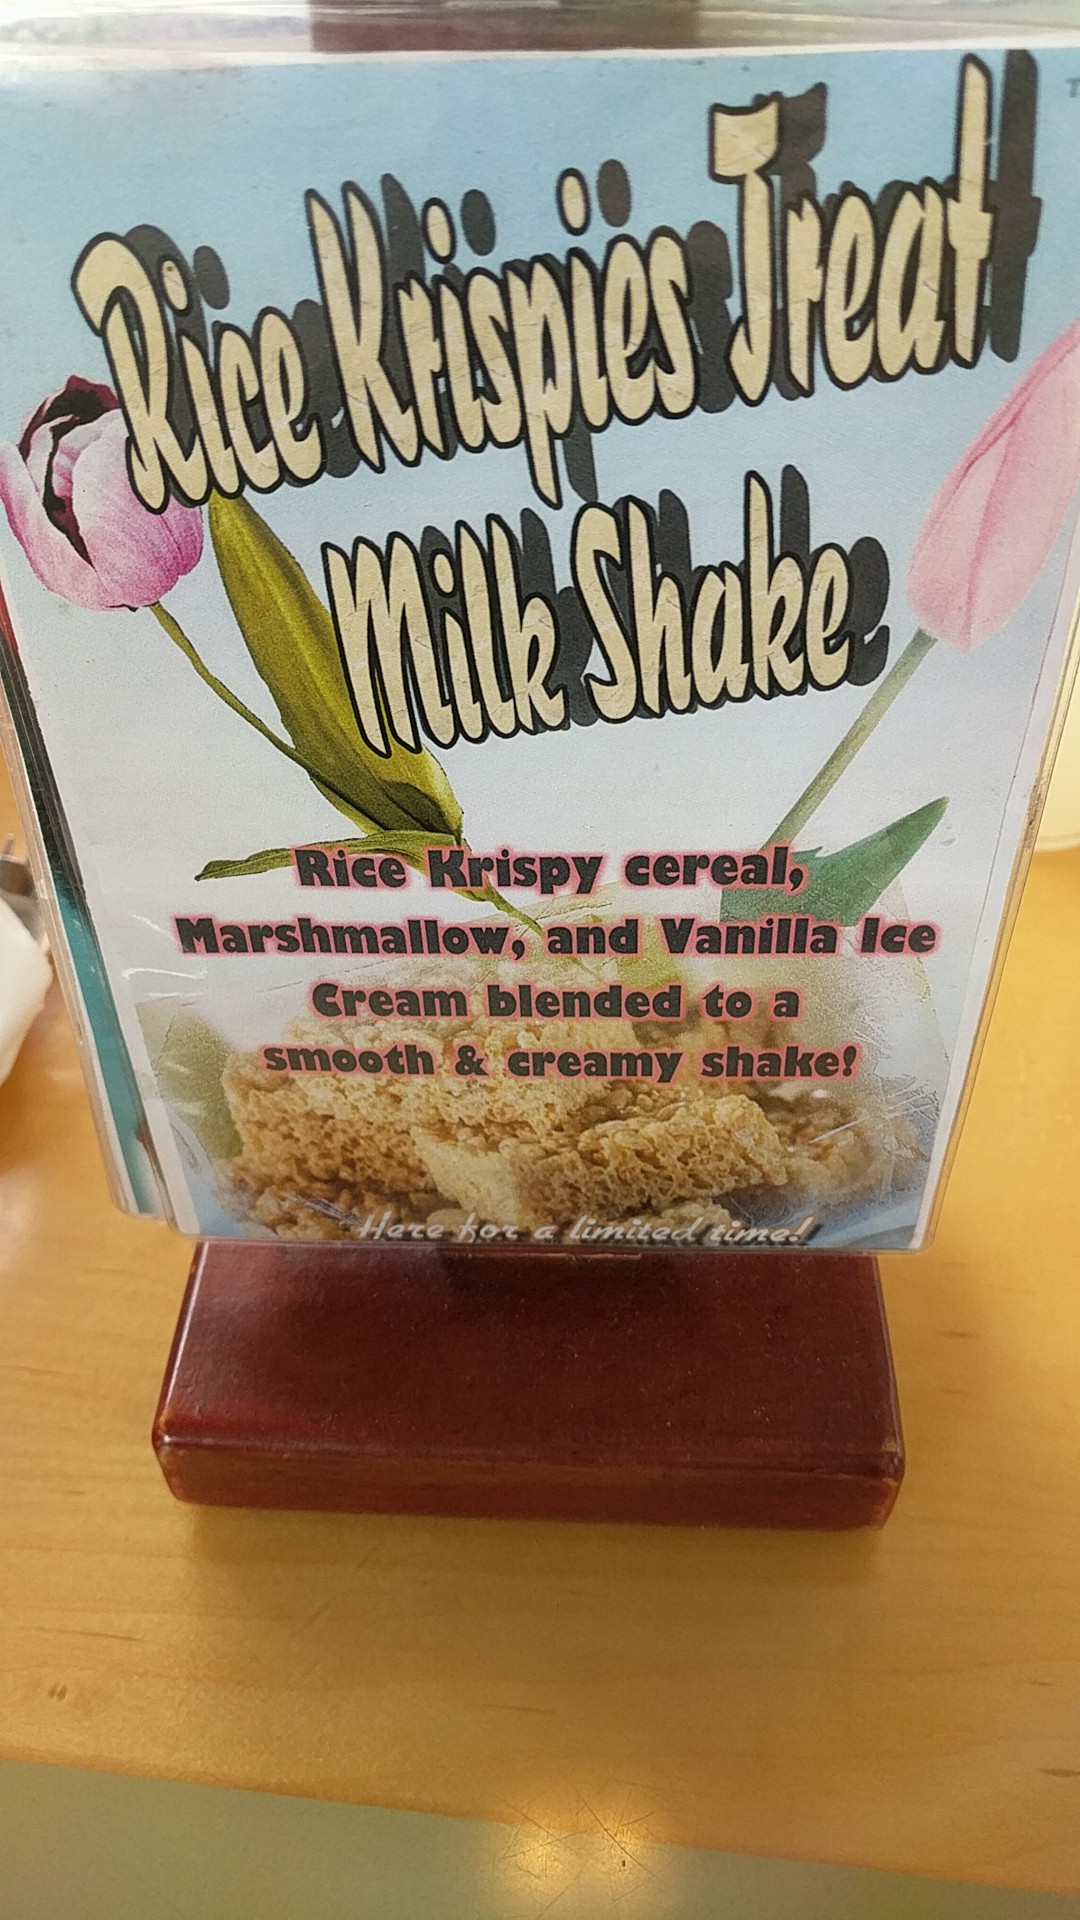 Rice Krispies Treat
Milk Shake
Rice Krispy cereal,
Marshmallow, and Vanilla Ice
Cream blended to a
smooth & creamy shake!
Here for a limited time!